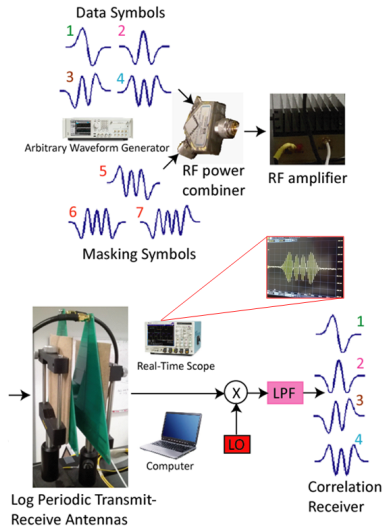 Data Symbols
1
2
3
4
Arbitrary Waveform Generator
RF power
combiner
RF amplifier
5
6
7
Masking Symbols
Real-Time Scope
X
LPF
LO
Computer
1
2
3
4
Log Periodic Transmit-
Receive Antennas
Correlation
Receiver